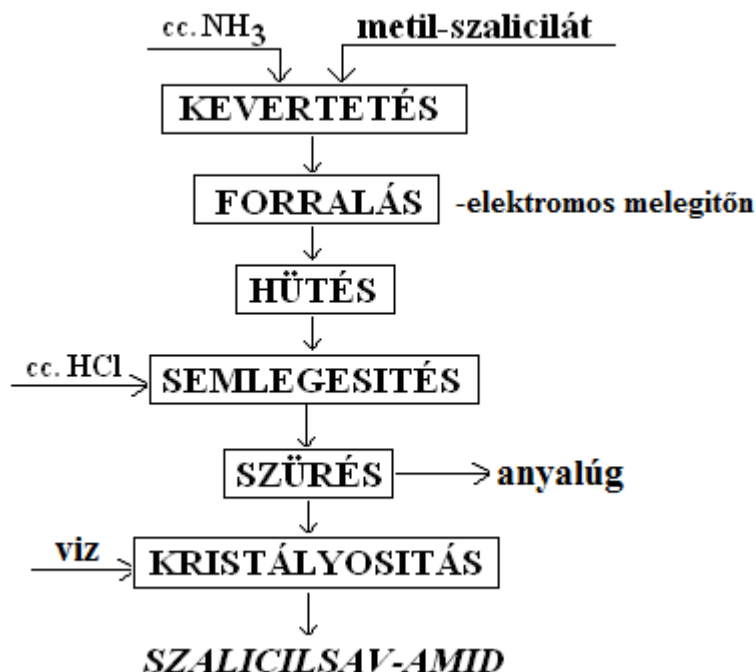 cc. NH3 metil-szalicilát
KEVERTETÉS
FORRALÁS -elektromos melegitőn
HÜTÉS
cc. HCl SEMLEGESITÉS
SZÜRÉS anyalúg
viz KRISTÁLYOSITÁS
SZALICILSAV-AMID